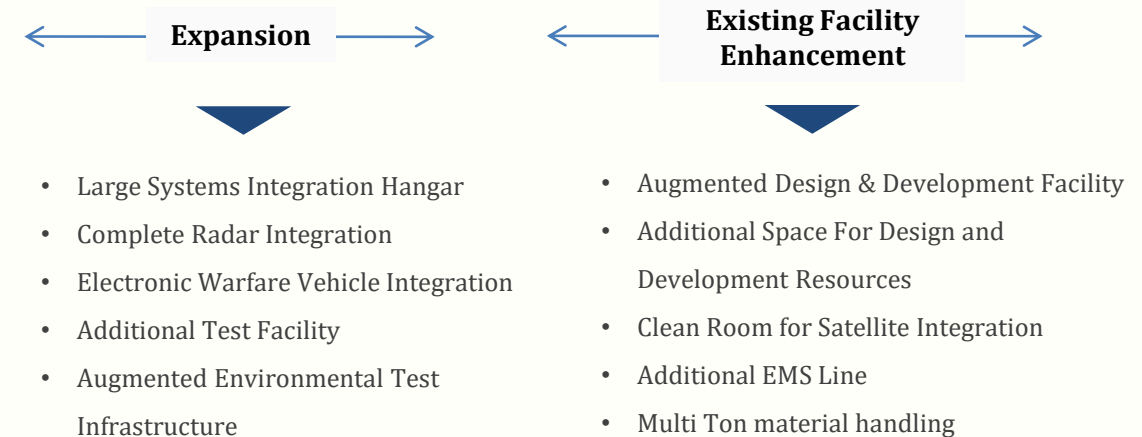 Expansion
• Large Systems Integration Hangar
• Complete Radar Integration
• Electronic Warfare Vehicle Integration
• Additional Test Facility
• Augmented Environmental Test
Infrastructure
Existing Facility
Enhancement
• Augmented Design & Development Facility
• Additional Space For Design and
Development Resources
• Clean Room for Satellite Integration
• Additional EMS Line
• Multi Ton material handling